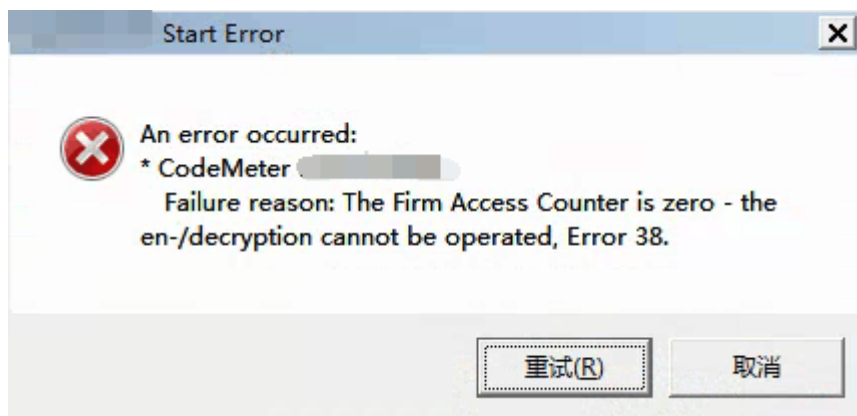 Start Error
An error occurred:
* CodeMeter
Failure reason: The Firm Access Counter is zero - the
en-/decryption cannot be operated, Error 38.
重试(R)
取消